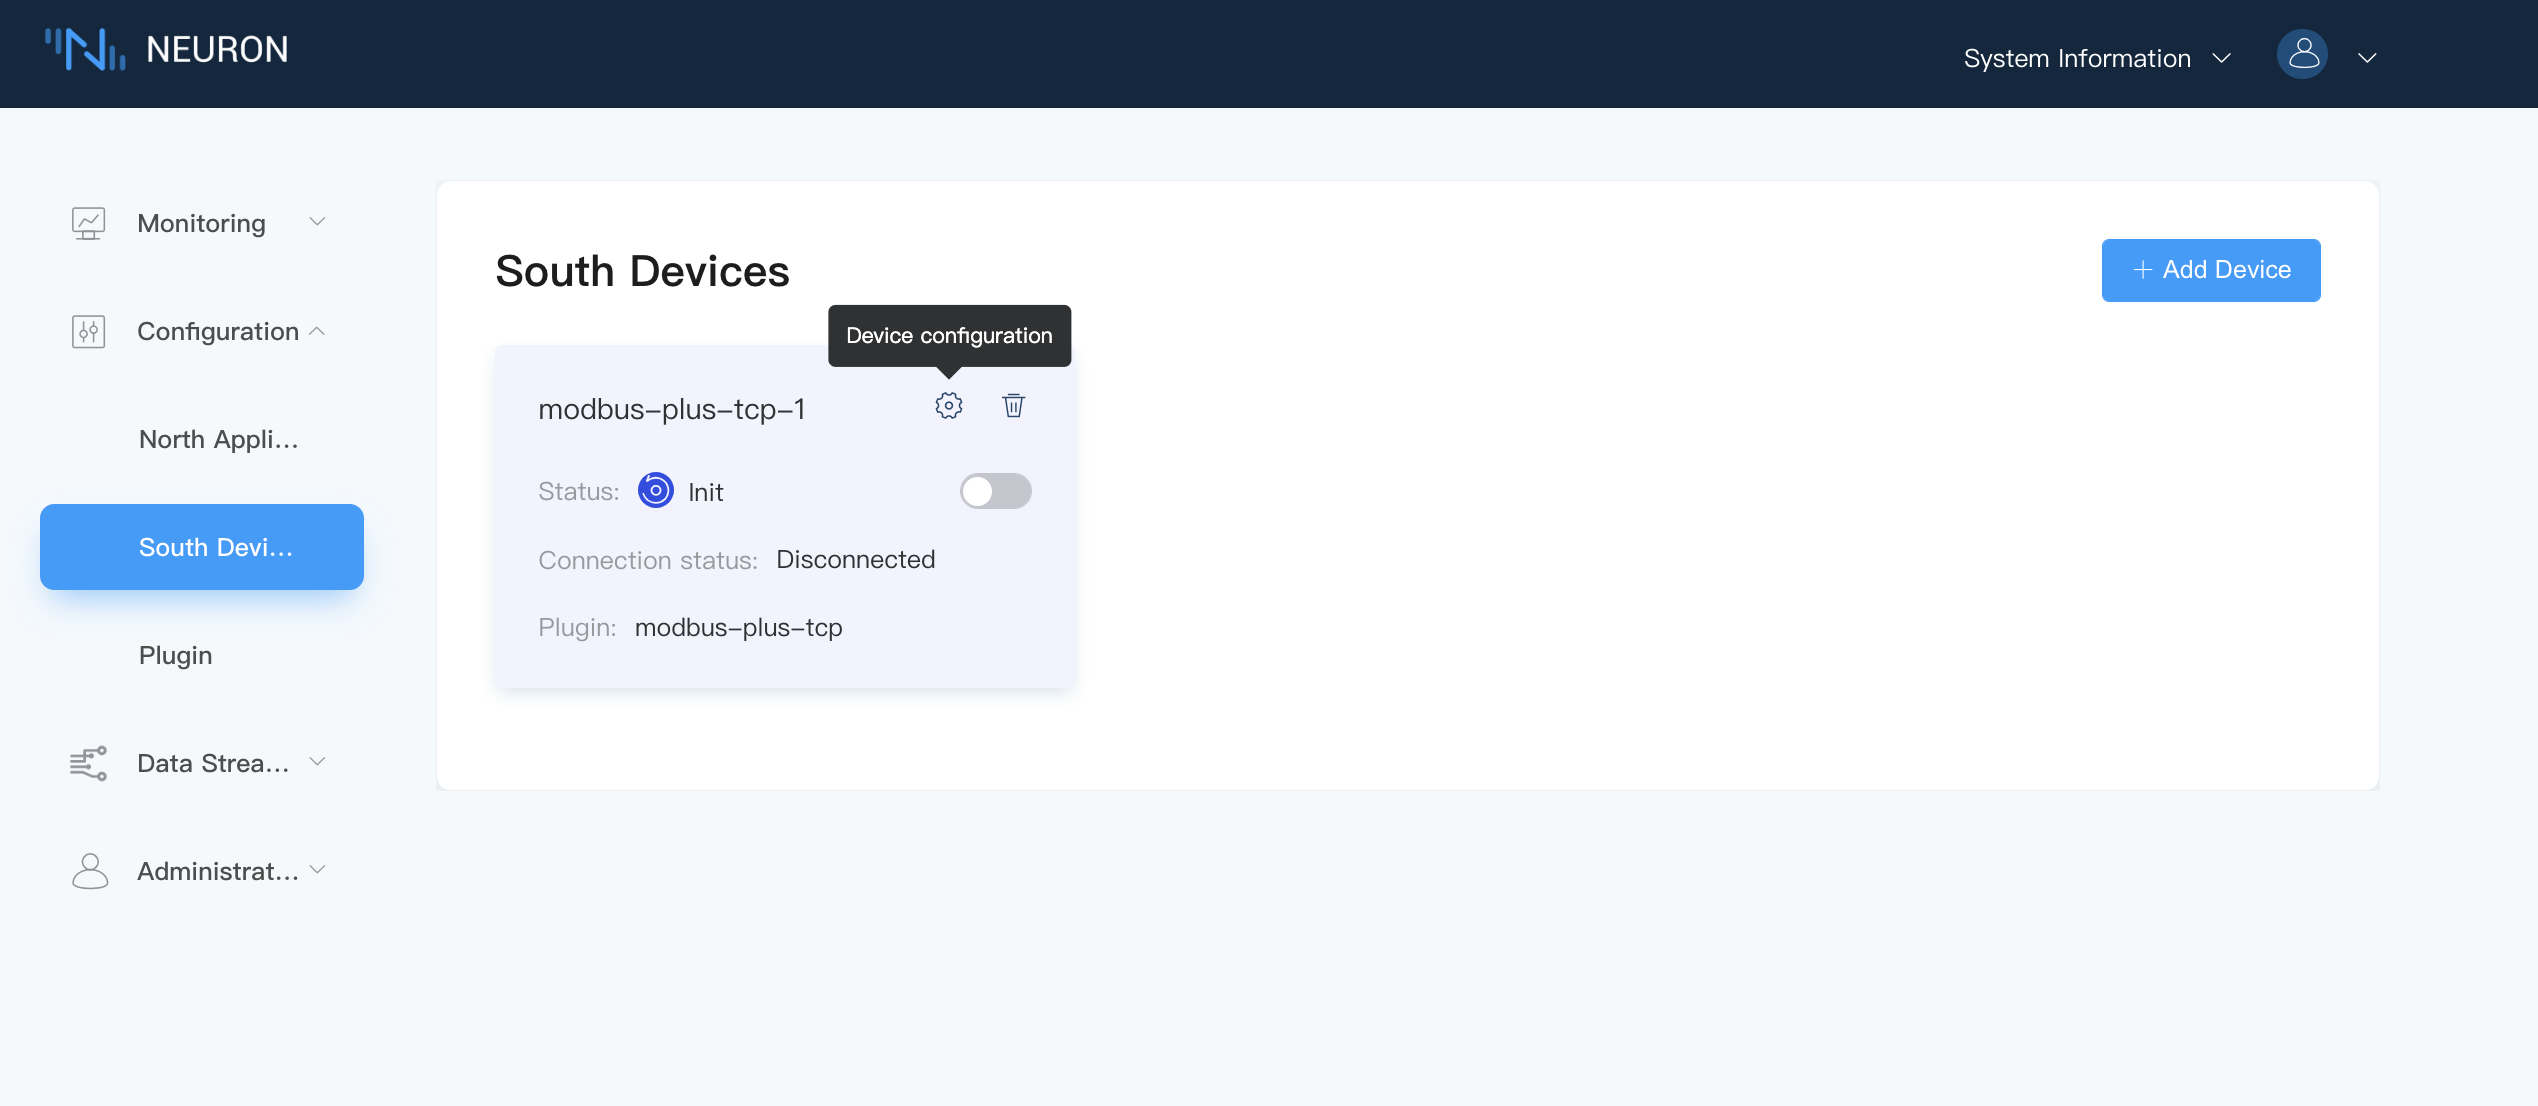 NEURON
System Information
Monitoring
Configuration
North Appli...
South Devi...
Plugin
Data Strea...
Administrat...
South Devices
+ Add Device
Device configuration
modbus-plus-tcp-1
Status: Init
Connection status: Disconnected
Plugin: modbus-plus-tcp